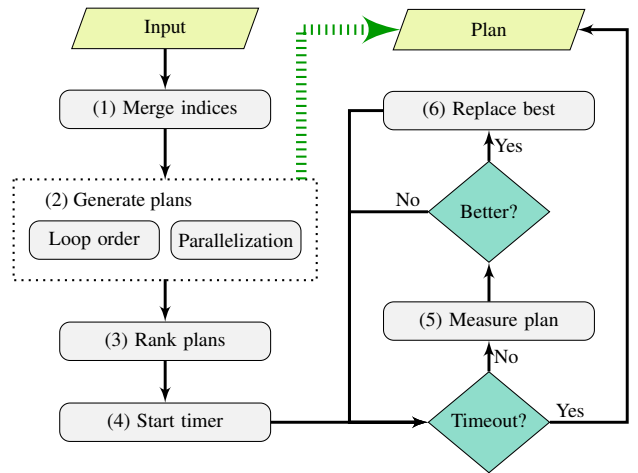 Input
Plan
(1) Merge indices
(6) Replace best
Yes
(2) Generate plans
No
Better?
Loop order
Parallelization
(5) Measure plan
(3) Rank plans
No
(4) Start timer
Timeout?
Yes